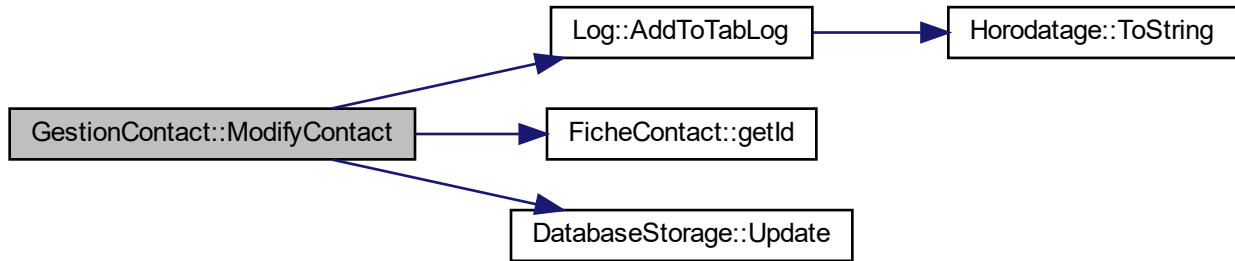 Log::AddToTabLog
Horodatage::ToString
GestionContact::ModifyContact
FicheContact::getId
DatabaseStorage::Update